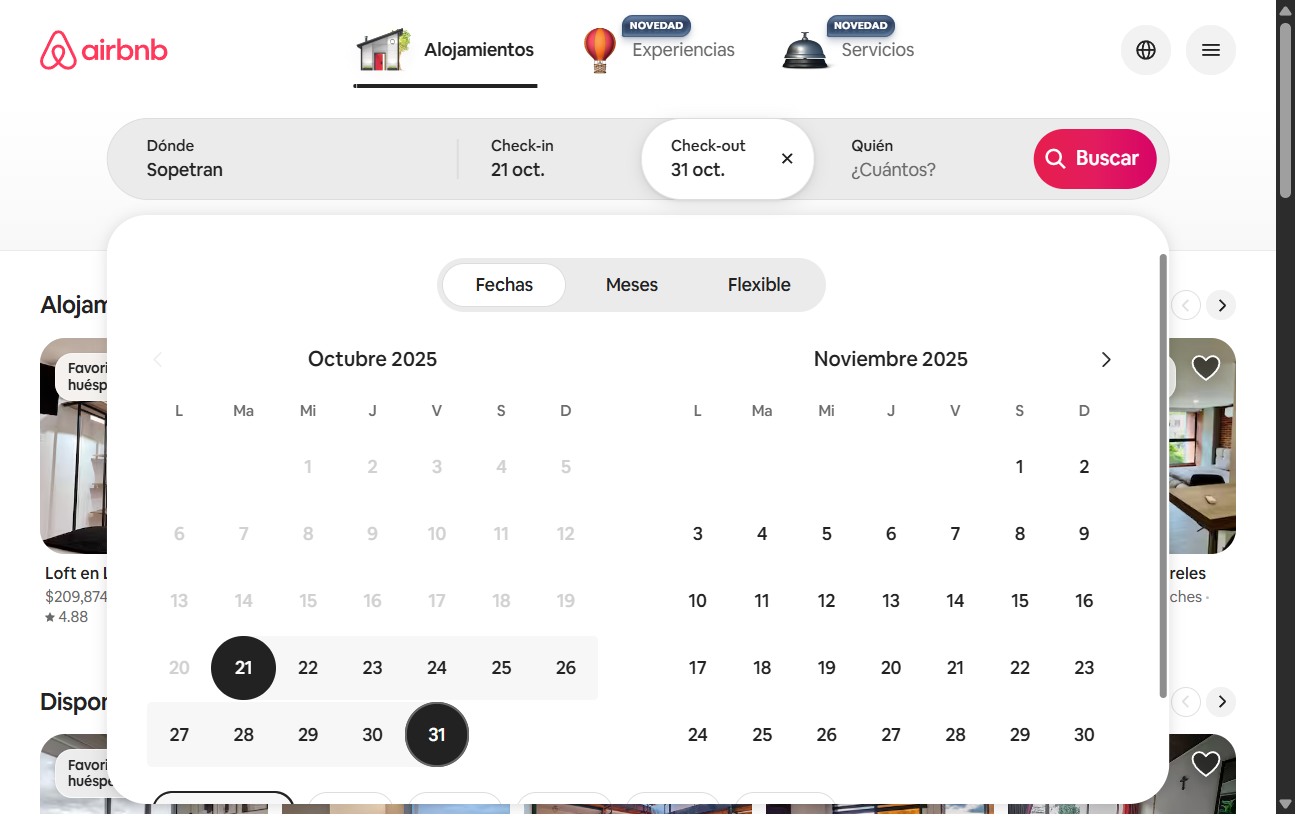 airbnb
Alojamientos
NOVEDAD
Experiencias
NOVEDAD
Servicios
Dónde
Sopetran
Check-in
21 oct.
Check-out
31 oct.
Quién
¿Cuántos?
Buscar
Fechas
Meses
Flexible
Octubre 2025
L Ma Mi J V S D
1 2 3 4 5
6 7 8 9 10 11 12
13 14 15 16 17 18 19
20 21 22 23 24 25 26
27 28 29 30 31
Noviembre 2025
L Ma Mi J V S D
1 2
3 4 5 6 7 8 9
10 11 12 13 14 15 16
17 18 19 20 21 22 23
24 25 26 27 28 29 30
Alojam
Favori
huésp
Loft en L
$209,874
4.88
reles
ches
Dispon
Favori
huéspe